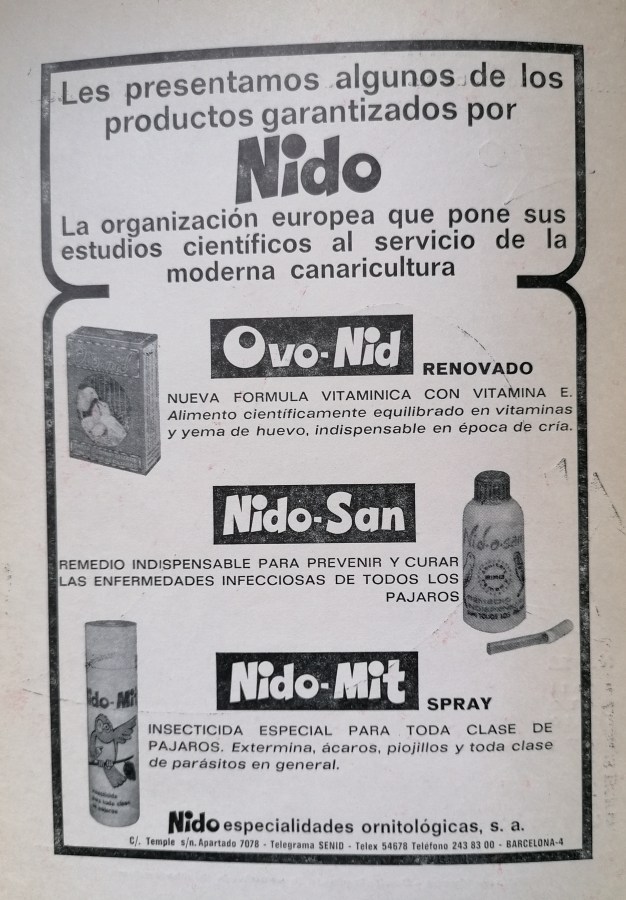 Les presentamos algunos de los
productos garantizados por
Nido
La organización europea que pone sus
estudios científicos al servicio de la
moderna canaricultura
Ovo-Nid RENOVADO
NUEVA FORMULA VITAMINICA CON VITAMINA E.
Alimento científicamente equilibrado en vitaminas
y yema de huevo, indispensable en época de cría.
Nido-San
Nid-o-san
REMEDIO INDISPENSABLE PARA PREVENIR Y CURAR
LAS ENFERMEDADES INFECCIOSAS DE TODOS LOS
PAJAROS
Nido-Mit SPRAY
do-Mit
INSECTICIDA ESPECIAL PARA TODA CLASE DE
PAJAROS. Extermina, ácaros, piojillos y toda clase
de parásitos en general.
Nido especialidades ornitológicas, s. a.
C/. Temple s/n. Apartado 7078 - Telegrama SENID - Telex 54678 Teléfono 243 83 00 - BARCELONA-4